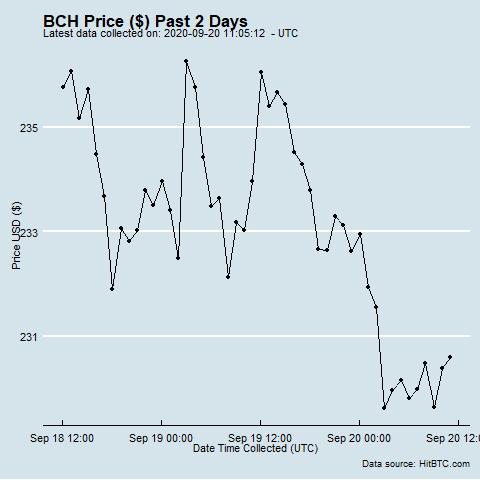 BCH Price ($) Past 2 Days
Latest data collected on: 2020-09-20 11:05:12 - UTC
235
233
231
Price USD ($)
Sep 18 12:00
Sep 19 00:00
Sep 19 12:00
Sep 20 00:00
Sep 20 12:0
Date Time Collected (UTC)
Data source: HitBTC.com